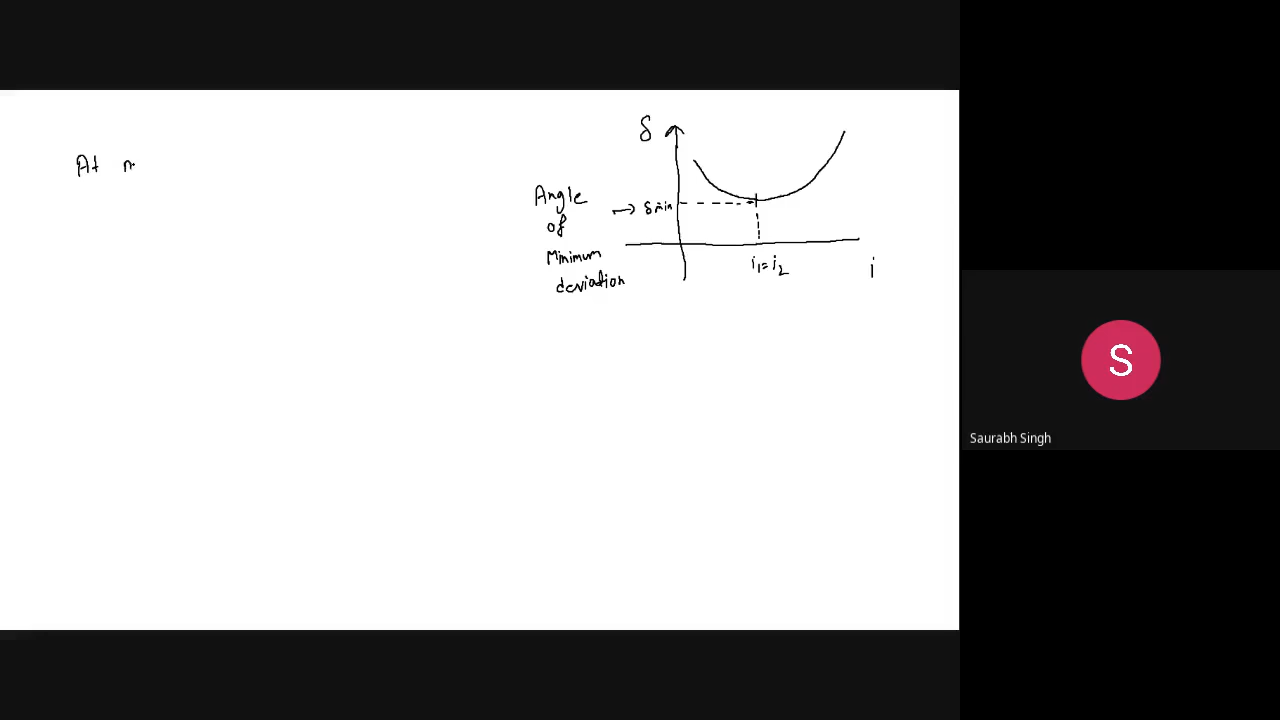 δ
At m
Angle
of
Minimum
deviation
→ δmin
i₁=i₂
i
S
Saurabh Singh